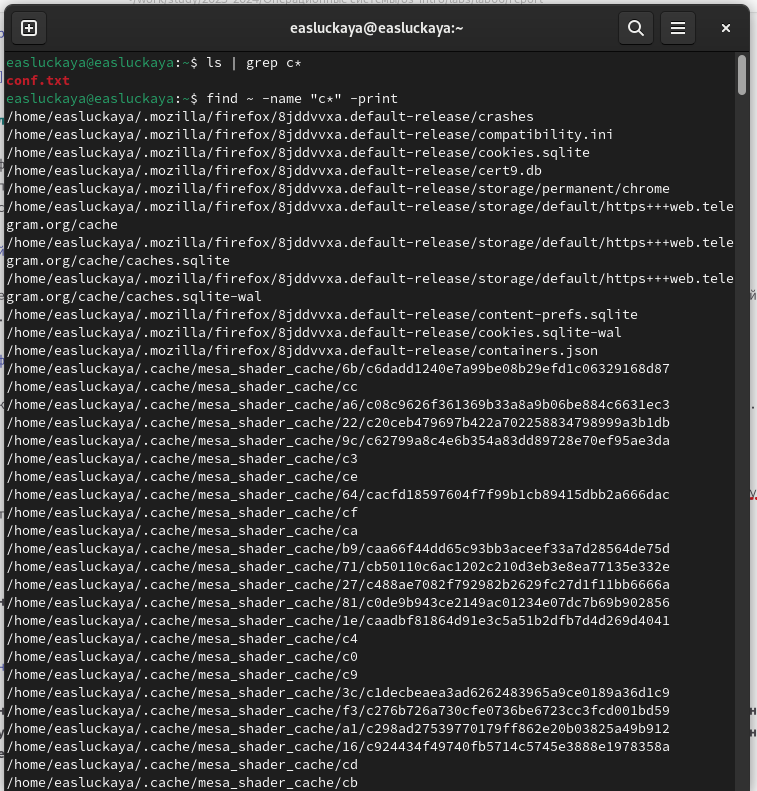 easluckaya@easluckaya:~
easluckaya@easluckaya:~$ ls | grep c*
conf.txt
easluckaya@easluckaya:~$ find ~ -name "c*" -print
/home/easluckaya/.mozilla/firefox/8jddvvxa.default-release/crashes
/home/easluckaya/.mozilla/firefox/8jddvvxa.default-release/compatibility.ini
/home/easluckaya/.mozilla/firefox/8jddvvxa.default-release/cookies.sqlite
/home/easluckaya/.mozilla/firefox/8jddvvxa.default-release/cert9.db
/home/easluckaya/.mozilla/firefox/8jddvvxa.default-release/storage/permanent/chrome
/home/easluckaya/.mozilla/firefox/8jddvvxa.default-release/storage/default/https+++web.tele
gram.org/cache
/home/easluckaya/.mozilla/firefox/8jddvvxa.default-release/storage/default/https+++web.tele
gram.org/cache/caches.sqlite
/home/easluckaya/.mozilla/firefox/8jddvvxa.default-release/storage/default/https+++web.tele
gram.org/cache/caches.sqlite-wal
/home/easluckaya/.mozilla/firefox/8jddvvxa.default-release/content-prefs.sqlite
/home/easluckaya/.mozilla/firefox/8jddvvxa.default-release/cookies.sqlite-wal
/home/easluckaya/.mozilla/firefox/8jddvvxa.default-release/containers.json
/home/easluckaya/.cache/mesa_shader_cache/6b/c6dadd1240e7a99be08b29efd1c06329168d87
/home/easluckaya/.cache/mesa_shader_cache/cc
/home/easluckaya/.cache/mesa_shader_cache/a6/c08c9626f361369b33a8a9b06be884c6631ec3
/home/easluckaya/.cache/mesa_shader_cache/22/c20ceb479697b422a702258834798999a3b1db
/home/easluckaya/.cache/mesa_shader_cache/9c/c62799a8c4e6b354a83dd89728e70ef95ae3da
/home/easluckaya/.cache/mesa_shader_cache/c3
/home/easluckaya/.cache/mesa_shader_cache/ce
/home/easluckaya/.cache/mesa_shader_cache/64/cacfd18597604f7f99b1cb89415dbb2a666dac
/home/easluckaya/.cache/mesa_shader_cache/cf
/home/easluckaya/.cache/mesa_shader_cache/ca
/home/easluckaya/.cache/mesa_shader_cache/b9/caa66f44dd65c93bb3aceef33a7d28564de75d
/home/easluckaya/.cache/mesa_shader_cache/71/cb50110c6ac1202c210d3eb3e8ea77135e332e
/home/easluckaya/.cache/mesa_shader_cache/27/c488ae7082f792982b2629fc27d1f11bb6666a
/home/easluckaya/.cache/mesa_shader_cache/81/c0de9b943ce2149ac01234e07dc7b69b902856
/home/easluckaya/.cache/mesa_shader_cache/1e/caadbf81864d91e3c5a51b2dfb7d4d269d4041
/home/easluckaya/.cache/mesa_shader_cache/c4
/home/easluckaya/.cache/mesa_shader_cache/c0
/home/easluckaya/.cache/mesa_shader_cache/c9
/home/easluckaya/.cache/mesa_shader_cache/3c/c1decbeaea3ad6262483965a9ce0189a36d1c9
/home/easluckaya/.cache/mesa_shader_cache/f3/c276b726a730cfe0736be6723cc3fcd001bd59
/home/easluckaya/.cache/mesa_shader_cache/a1/c298ad27539770179ff862e20b03825a49b912
/home/easluckaya/.cache/mesa_shader_cache/16/c924434f49740fb5714c5745e3888e1978358a
/home/easluckaya/.cache/mesa_shader_cache/cd
/home/easluckaya/.cache/mesa_shader_cache/cb